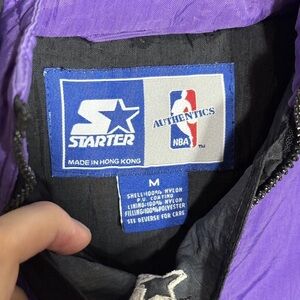 STARTER
MADE IN HONG KONG
AUTHENTICS
NBA
TM
M
SHELL:100% NYLON
P.U. COATING
LINING:100% NYLON
FILLING:100% POLYESTER
SEE REVERSE FOR CARE